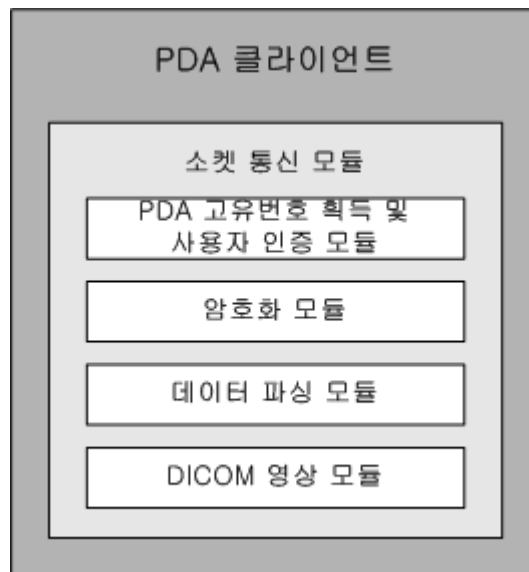 PDA 클라이언트
소켓 통신 모듈
PDA 고유번호 획득 및
사용자 인증 모듈
암호화 모듈
데이터 파싱 모듈
DICOM 영상 모듈